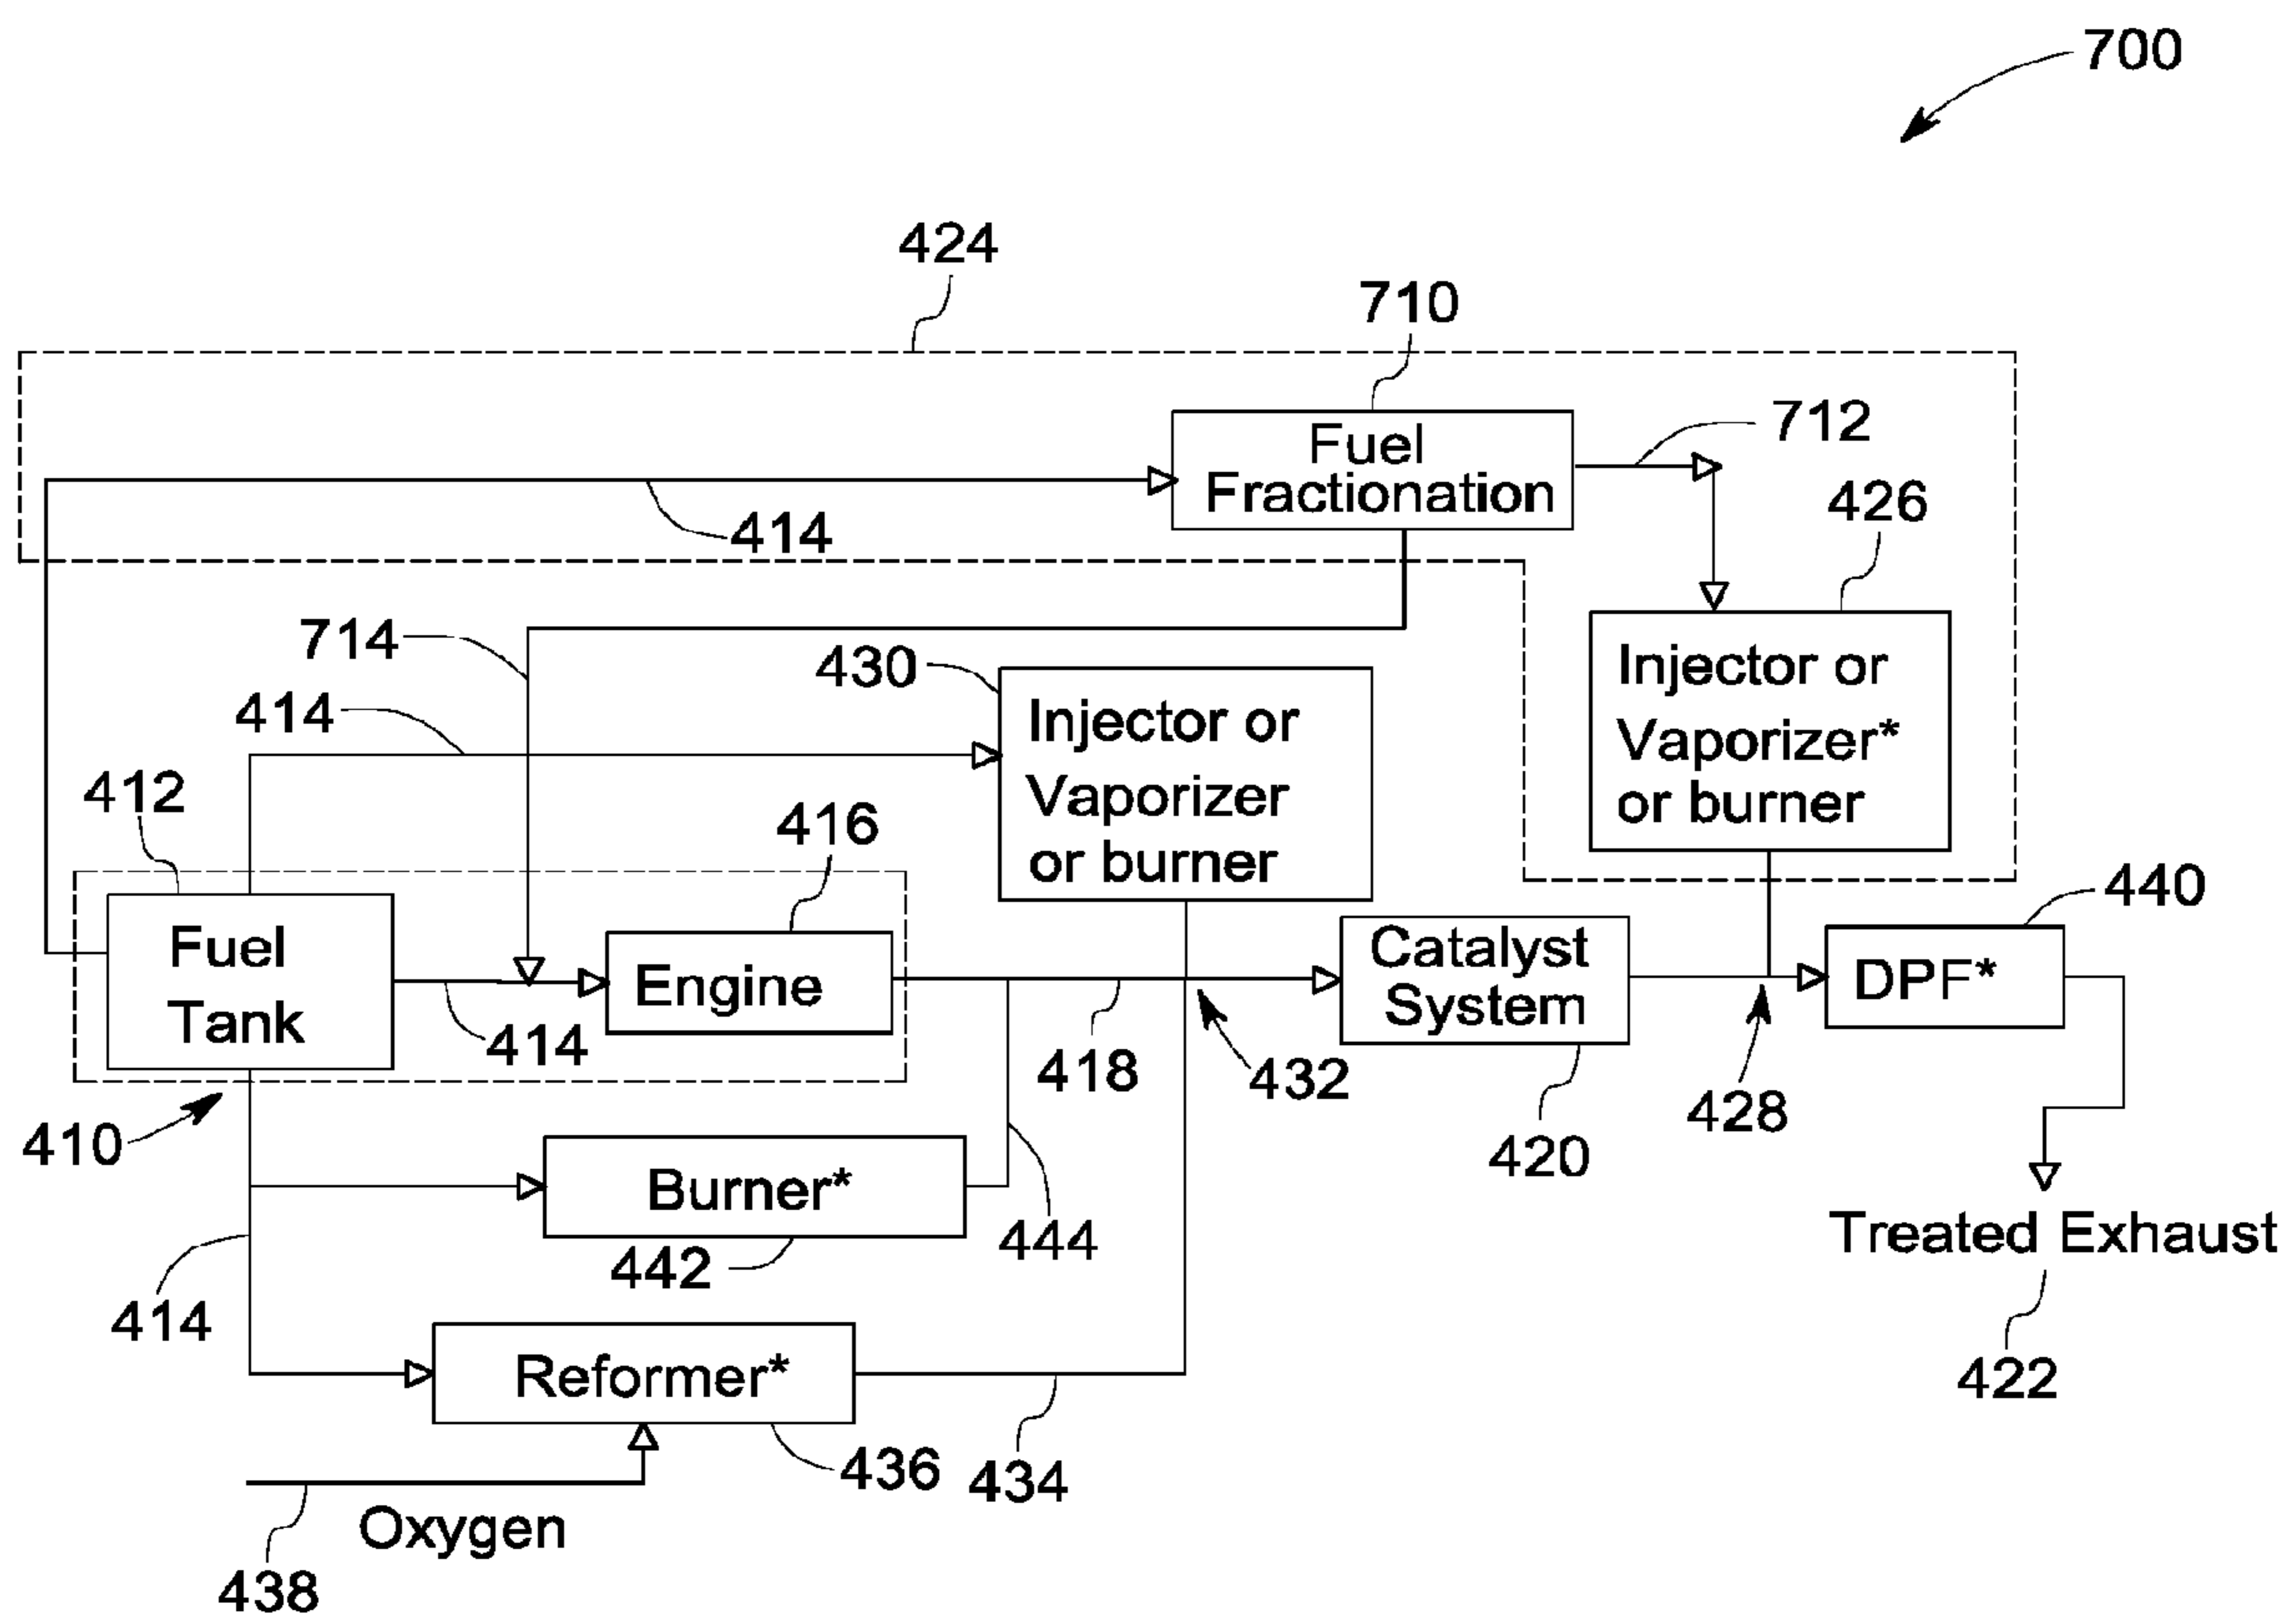 700
424
710
Fuel
Fractionation
712
426
414
714
430
Injector or
Vaporizer
or burner
Injector or
Vaporizer*
or burner
414
412
416
440
Fuel
Tank
Engine
Catalyst
System
DPF*
414
418
432
428
410
420
Burner*
442
444
Treated Exhaust
422
414
Reformer*
436
434
Oxygen
438